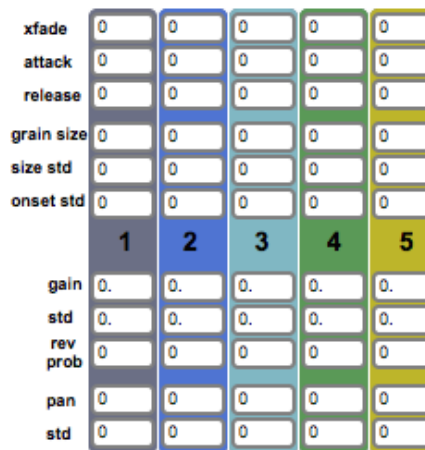 xfade 0 0 0 0 0
attack 0 0 0 0 0
release 0 0 0 0 0
grain size 0 0 0 0 0
size std 0 0 0 0 0
onset std 0 0 0 0 0
1 2 3 4 5
gain 0. 0. 0. 0. 0.
std 0. 0. 0. 0. 0.
rev
prob 0 0 0 0 0
pan 0 0 0 0 0
std 0 0 0 0 0